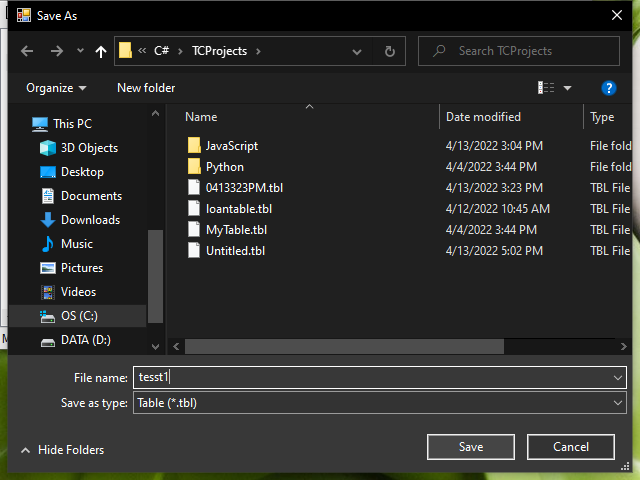 Save As
« C# › TCProjects ›
Search TCProjects
Organize
New folder
?
Name Date modified Type
This PC
3D Objects
Desktop
Documents
Downloads
Music
Pictures
Videos
OS (C:)
DATA (D:)
JavaScript 4/13/2022 3:04 PM File fold
Python 4/4/2022 3:44 PM File fold
0413323PM.tbl 4/13/2022 3:23 PM TBL File
loantable.tbl 4/12/2022 10:45 AM TBL File
MyTable.tbl 4/4/2022 3:44 PM TBL File
Untitled.tbl 4/13/2022 5:02 PM TBL File
File name: tesst1
Save as type: Table (*.tbl)
Hide Folders
Save
Cancel